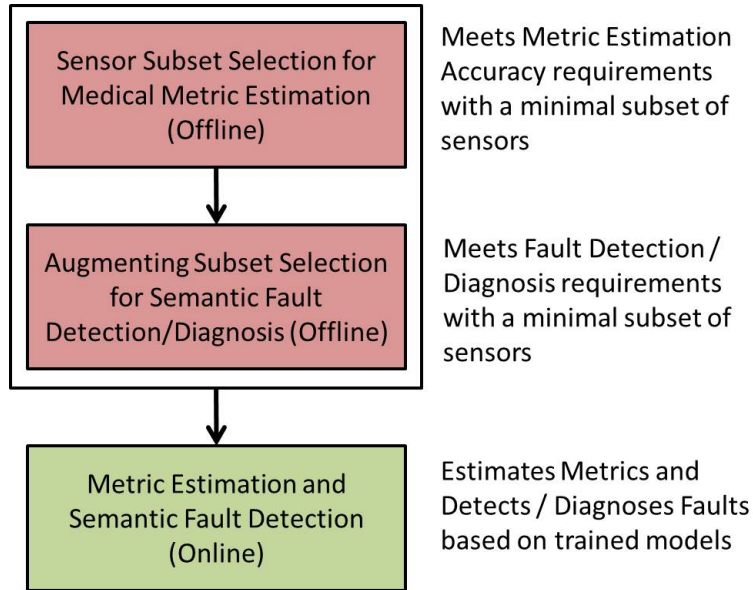 Sensor Subset Selection for
Medical Metric Estimation
(Offline)
Meets Metric Estimation
Accuracy requirements
with a minimal subset of
sensors
Augmenting Subset Selection
for Semantic Fault
Detection/Diagnosis (Offline)
Meets Fault Detection /
Diagnosis requirements
with a minimal subset of
sensors
Metric Estimation and
Semantic Fault Detection
(Online)
Estimates Metrics and
Detects / Diagnoses Faults
based on trained models